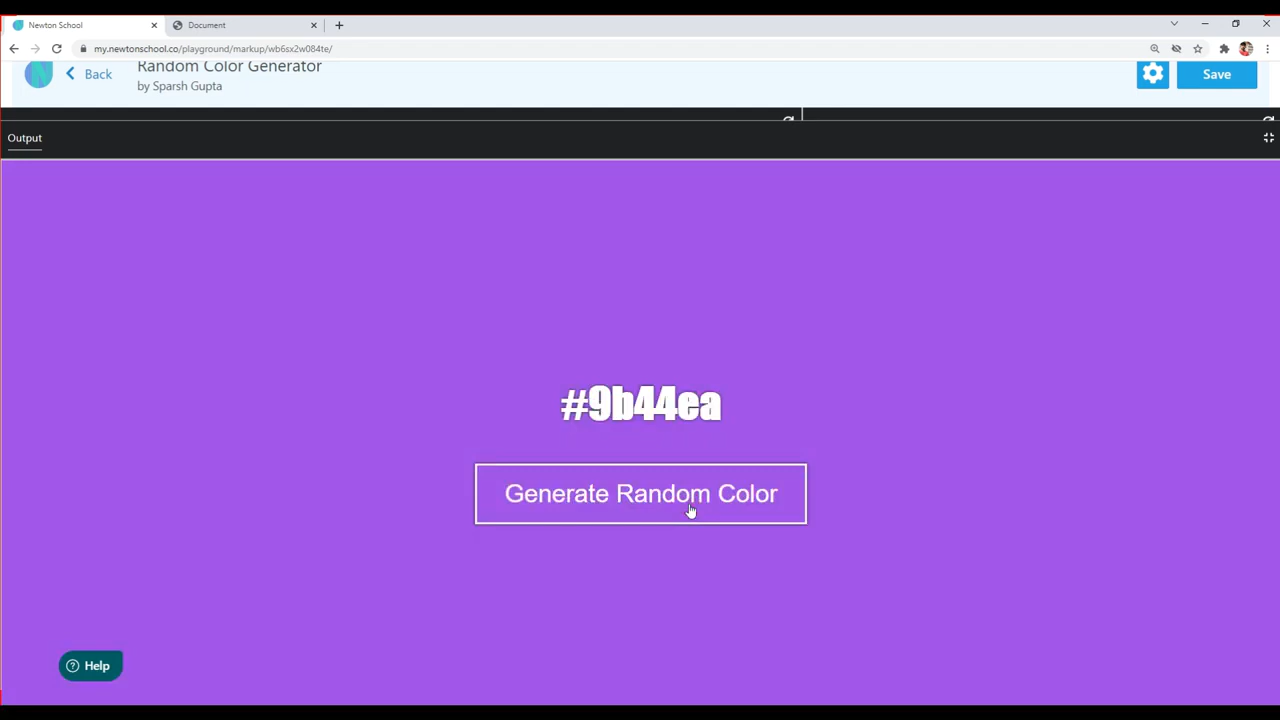 Newton School
Document
my.newtonschool.co/playground/markup/wb6sx2w084te/
Random Color Generator
Back
by Sparsh Gupta
Save
Output
#9b44ea
Generate Random Color
Help